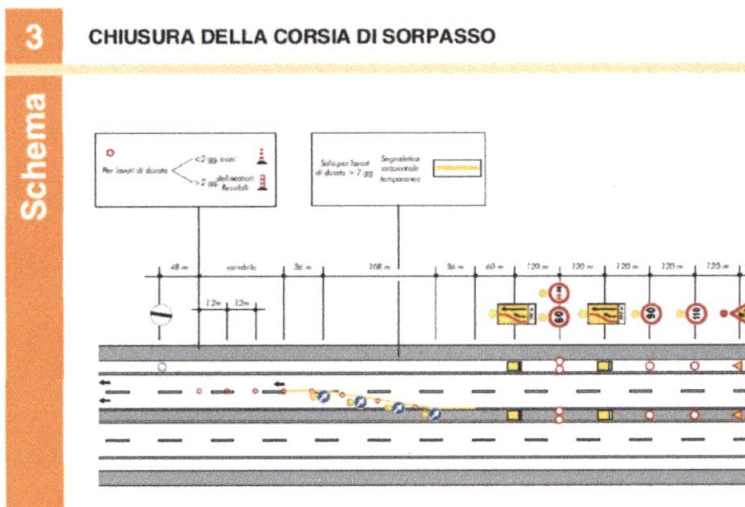 3
CHIUSURA DELLA CORSIA DI SORPASSO
Schema
Per lavori di durata
<2 gg. coni
>2 gg. delineatori
flessibili
Solo per lavori
di durata > 7 gg
Segnaletica
orizzontale
temporanea
48 m variabile 36 m 108 m 36 m 60 m 120 m 120 m 120 m 120 m 120 m
12m 12m
60 90 110